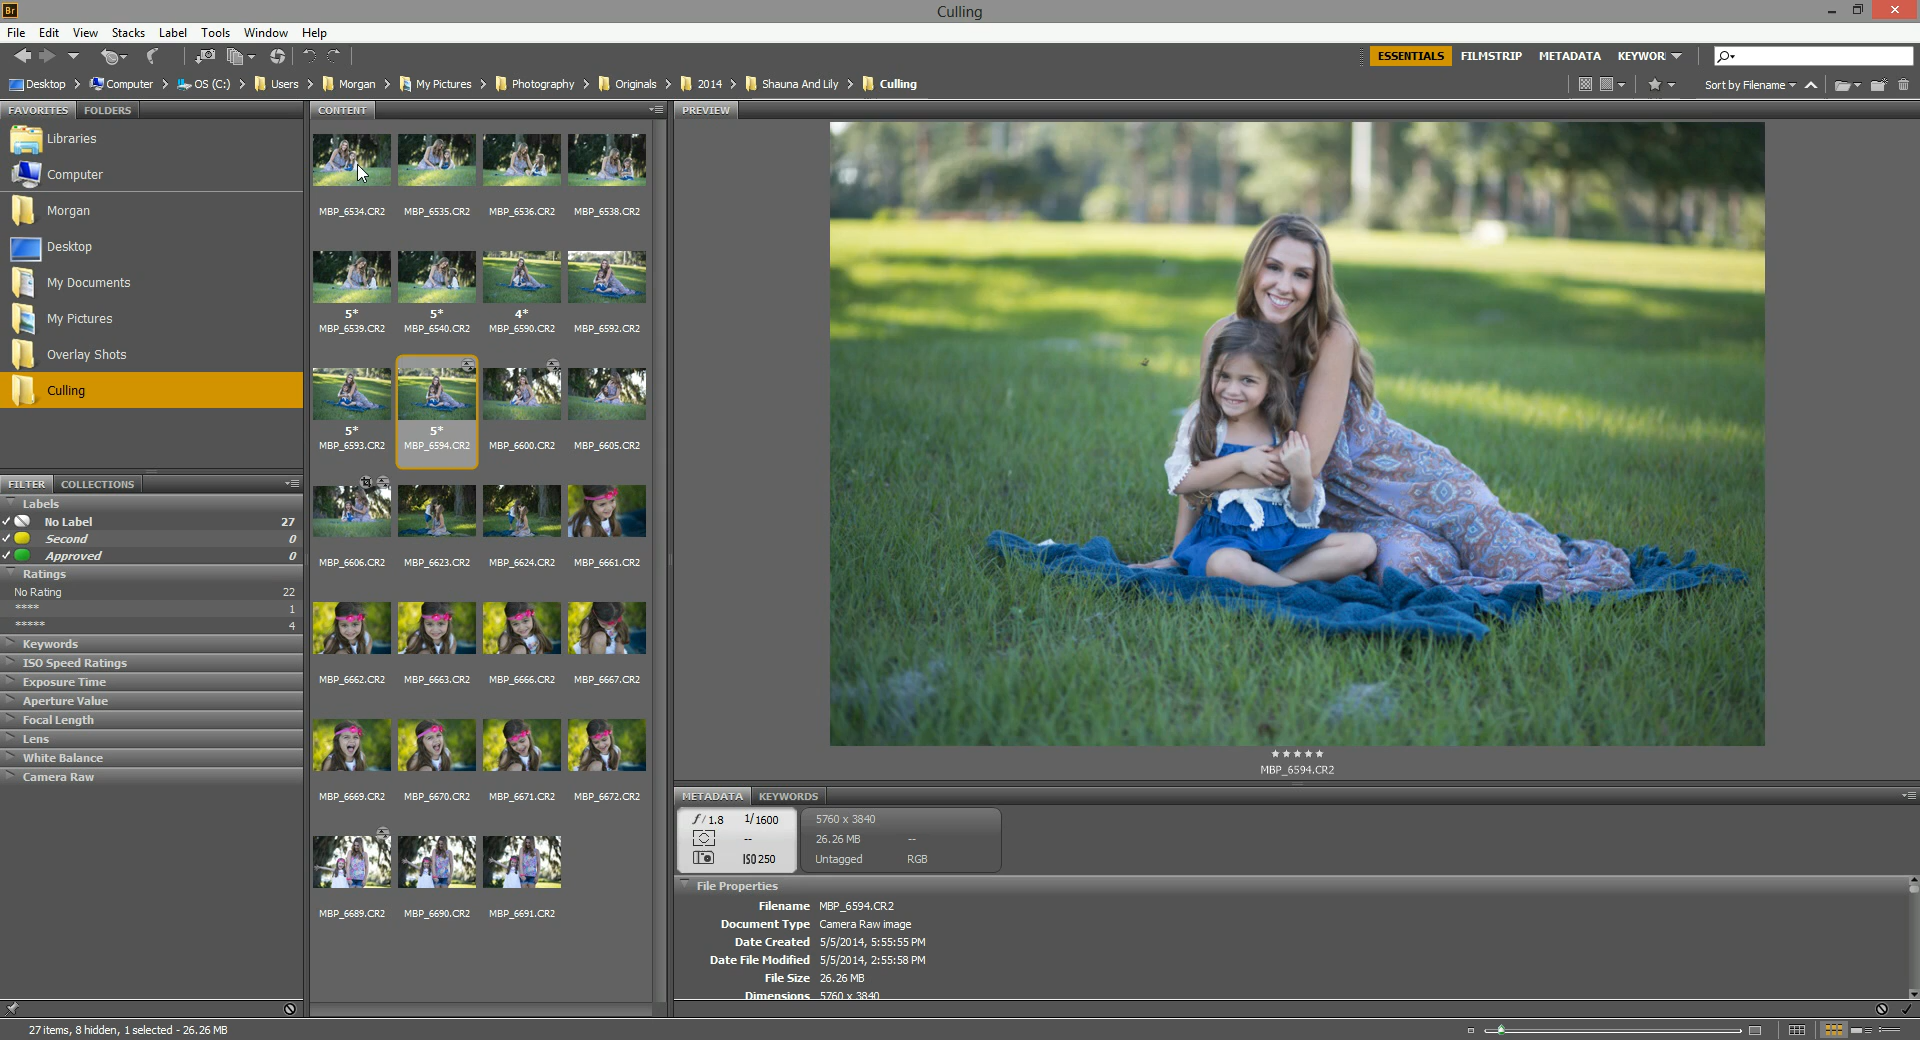 Br
Culling
File Edit View Stacks Label Tools Window Help
ESSENTIALS FILMSTRIP METADATA KEYWOR
Desktop Computer OS (C:) Users Morgan My Pictures Photography Originals 2014 Shauna And Lily Culling
Sort by Filename
FAVORITES FOLDERS
Libraries
Computer
Morgan
Desktop
My Documents
My Pictures
Overlay Shots
Culling
FILTER COLLECTIONS
Labels
No Label 27
Second 0
Approved 0
Ratings
No Rating 22
**** 1
***** 4
Keywords
ISO Speed Ratings
Exposure Time
Aperture Value
Focal Length
Lens
White Balance
Camera Raw
CONTENT
MBP_6534.CR2 MBP_6535.CR2 MBP_6536.CR2 MBP_6538.CR2
5* 5* 4*
MBP_6539.CR2 MBP_6540.CR2 MBP_6590.CR2 MBP_6592.CR2
5* 5*
MBP_6593.CR2 MBP_6594.CR2 MBP_6600.CR2 MBP_6605.CR2
MBP_6606.CR2 MBP_6623.CR2 MBP_6624.CR2 MBP_6661.CR2
MBP_6662.CR2 MBP_6663.CR2 MBP_6666.CR2 MBP_6667.CR2
MBP_6669.CR2 MBP_6670.CR2 MBP_6671.CR2 MBP_6672.CR2
MBP_6689.CR2 MBP_6690.CR2 MBP_6691.CR2
PREVIEW
★★★★★
MBP_6594.CR2
METADATA KEYWORDS
f/1.8 1/1600
--
ISO250
5760 x 3840
26.26 MB --
Untagged RGB
File Properties
Filename MBP_6594.CR2
Document Type Camera Raw image
Date Created 5/5/2014, 5:55:55 PM
Date File Modified 5/5/2014, 2:55:58 PM
File Size 26.26 MB
Dimensions 5760 x 3840
27 items, 8 hidden, 1 selected - 26.26 MB